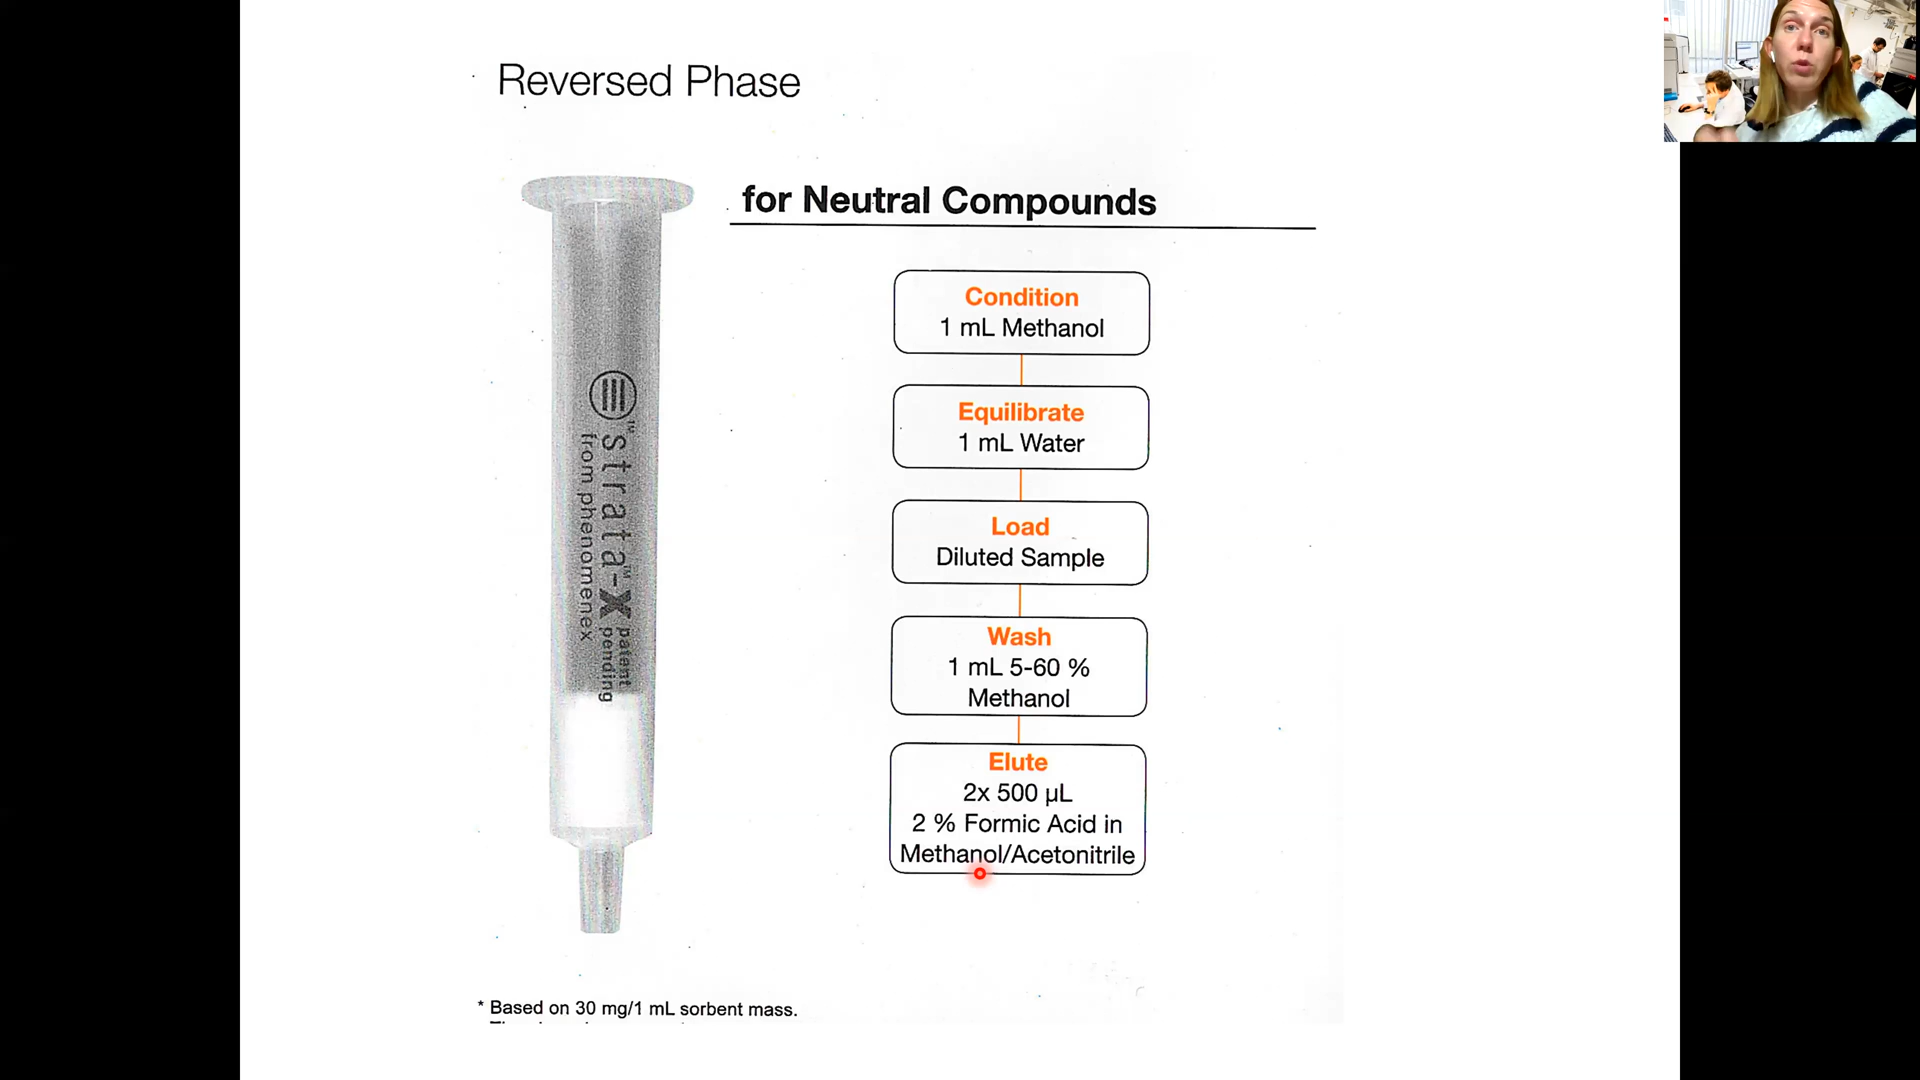 Reversed Phase
for Neutral Compounds
Condition
1 mL Methanol
Equilibrate
1 mL Water
Load
Diluted Sample
Wash
1 mL 5-60 %
Methanol
Elute
2x 500 µL
2 % Formic Acid in
Methanol/Acetonitrile
strata™-X
from phenomenex
patent
pending
* Based on 30 mg/1 mL sorbent mass.